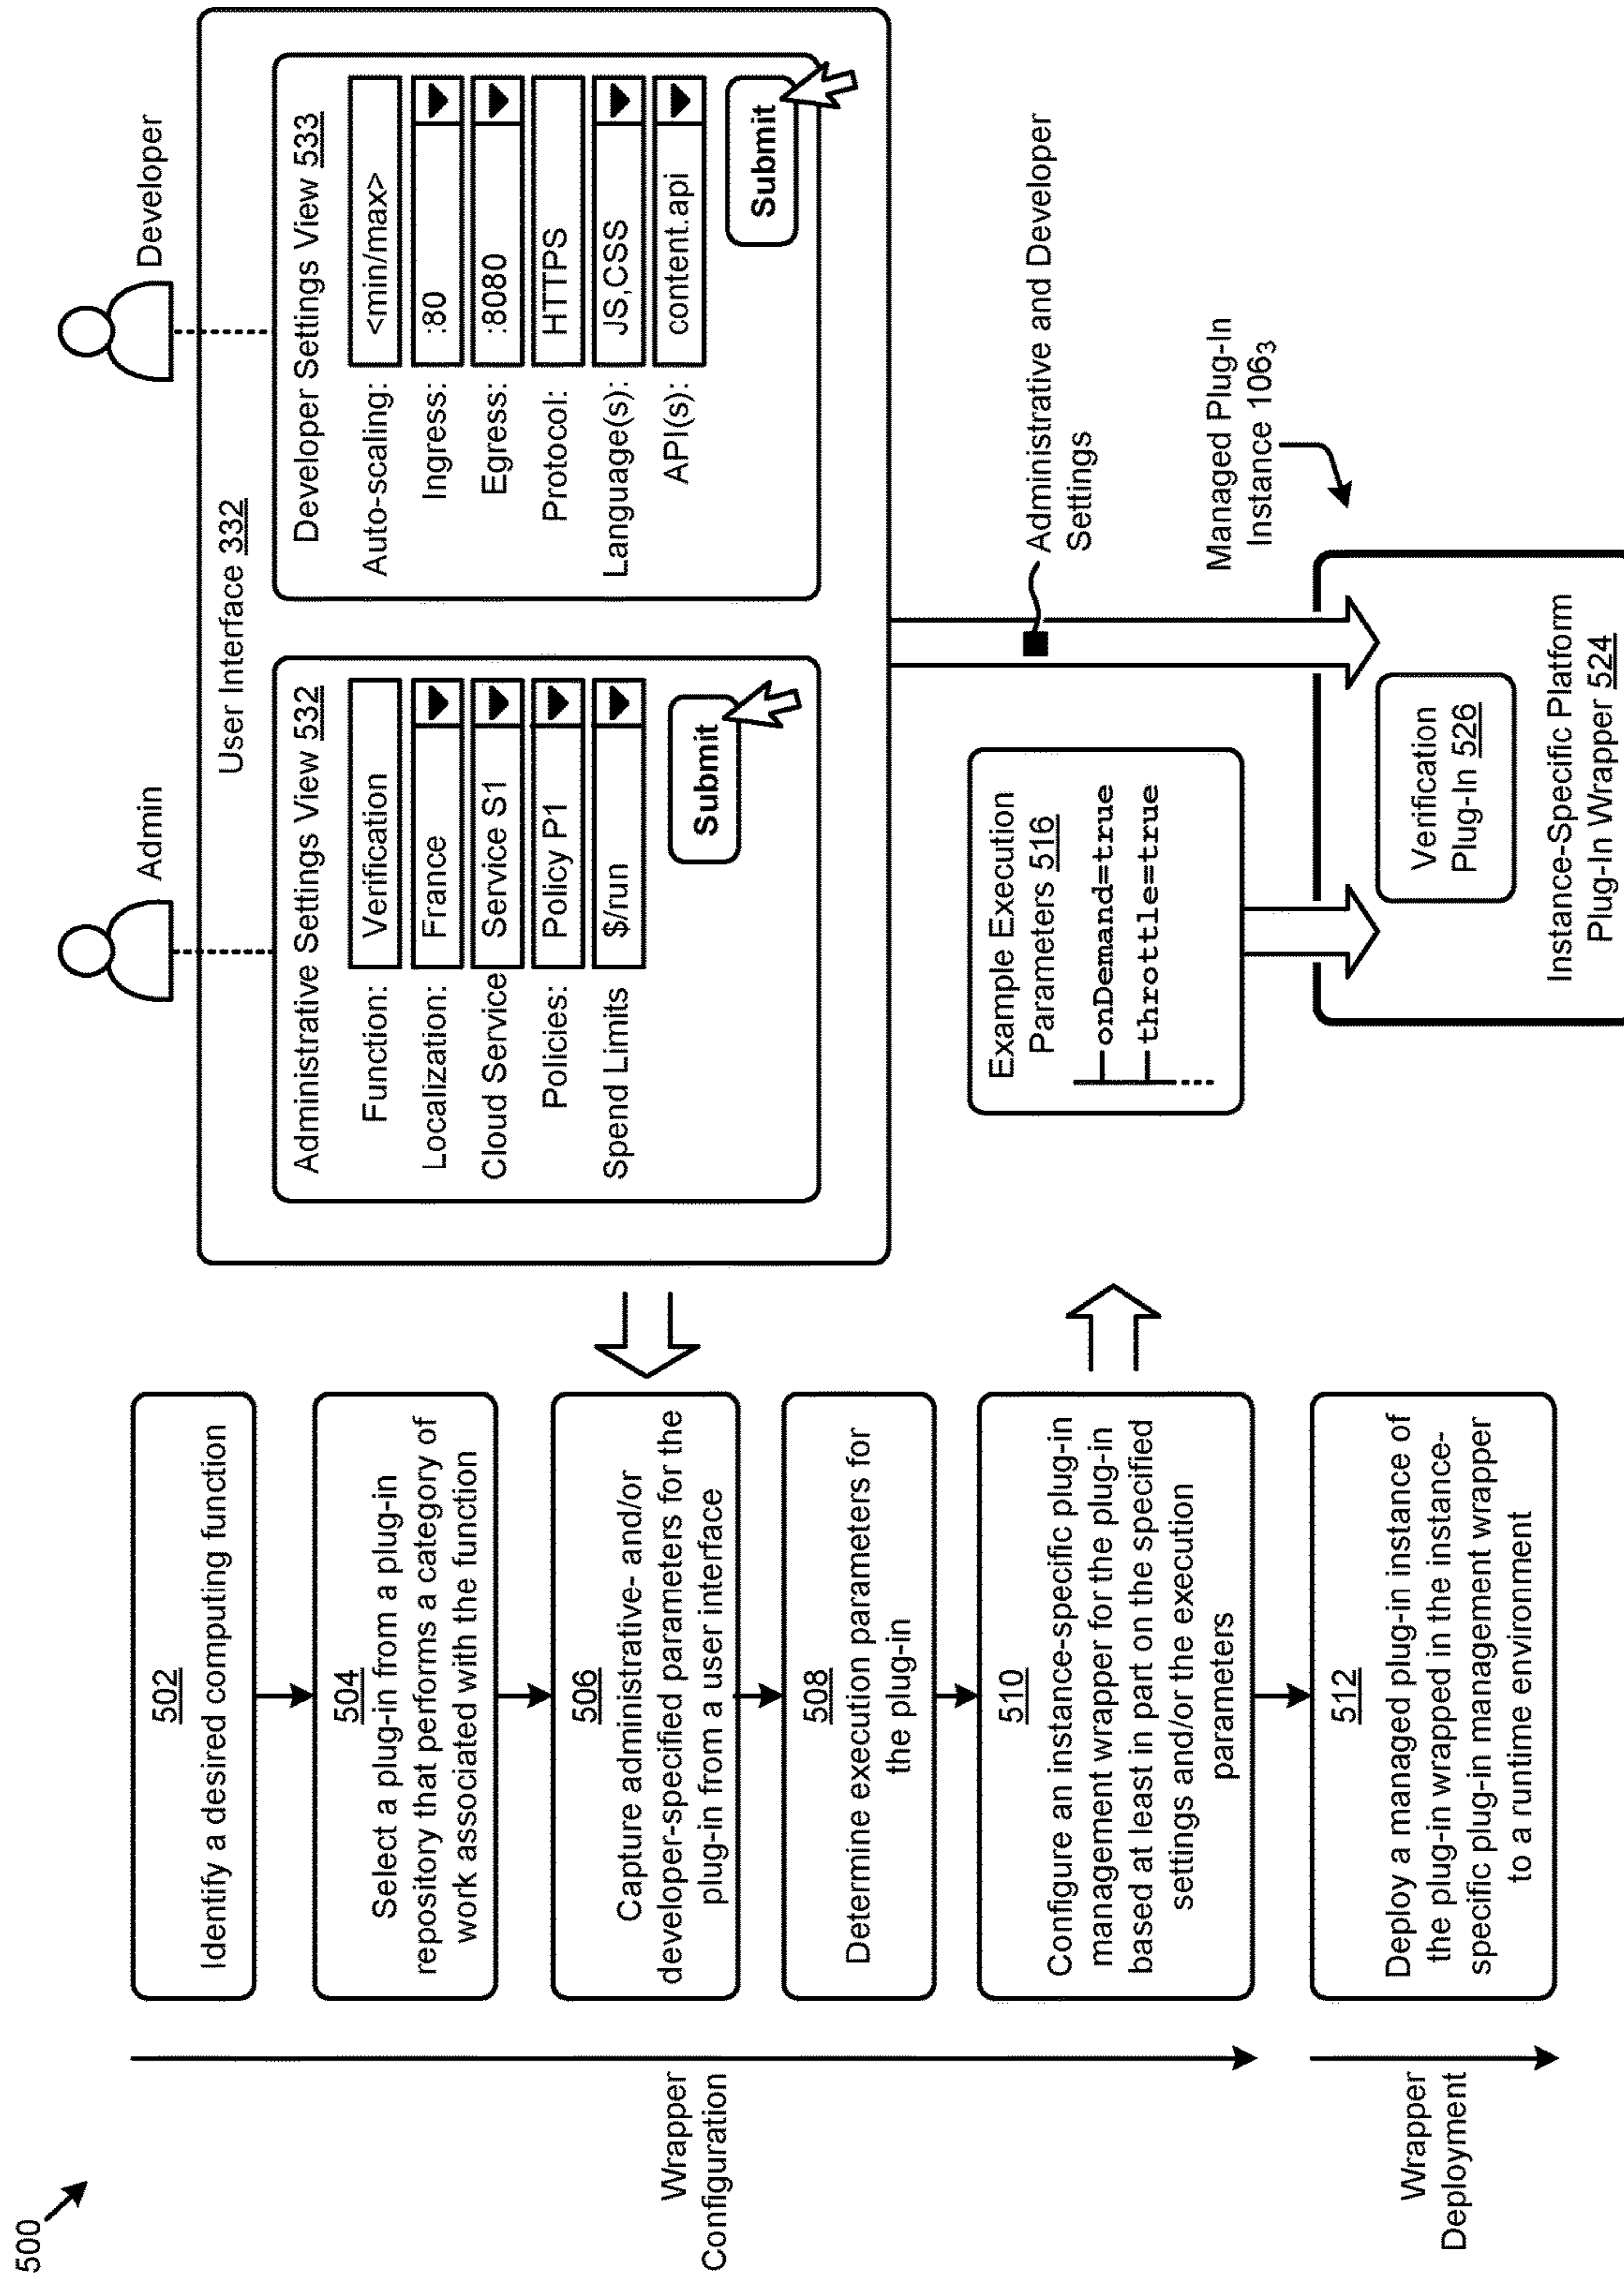 500
Wrapper
Configuration
Wrapper
Deployment
502
Identify a desired computing function
504
Select a plug-in from a plug-in
repository that performs a category of
work associated with the function
506
Capture administrative- and/or
developer-specified parameters for the
plug-in from a user interface
508
Determine execution parameters for
the plug-in
510
Configure an instance-specific plug-in
management wrapper for the plug-in
based at least in part on the specified
settings and/or the execution
parameters
512
Deploy a managed plug-in instance of
the plug-in wrapped in the instance-
specific plug-in management wrapper
to a runtime environment
Admin
Developer
User Interface 332
Administrative Settings View 532
Function: Verification
Localization: France
Cloud Service Service S1
Policies: Policy P1
Spend Limits $/run
Submit
Developer Settings View 533
Auto-scaling: <min/max>
Ingress: :80
Egress: :8080
Protocol: HTTPS
Language(s): JS,CSS
API(s): content.api
Submit
Example Execution
Parameters 516
onDemand=true
throttle=true
Administrative and Developer
Settings
Managed Plug-In
Instance 106₃
Verification
Plug-In 526
Instance-Specific Platform
Plug-In Wrapper 524